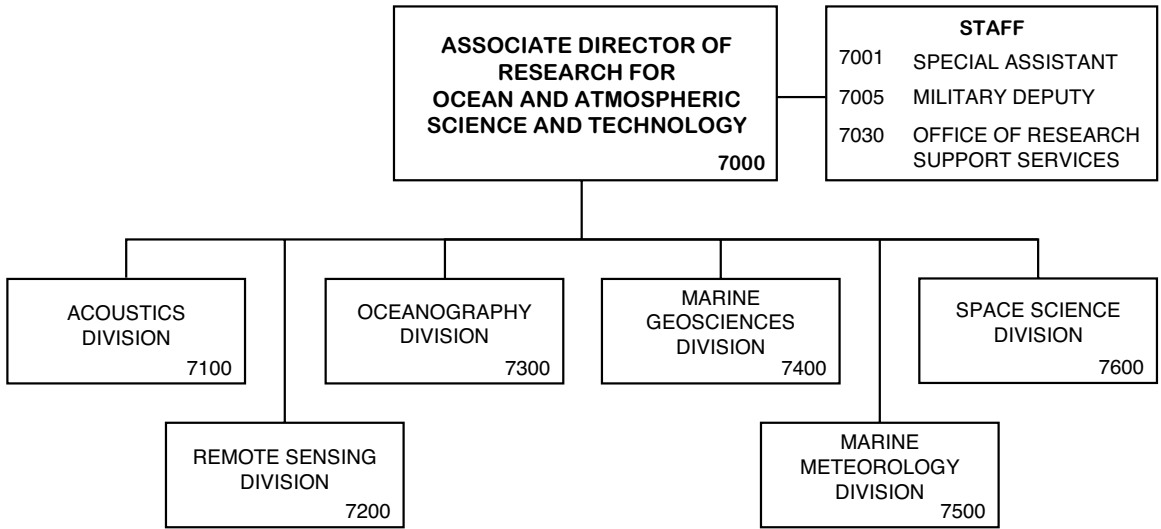 ASSOCIATE DIRECTOR OF
RESEARCH FOR
OCEAN AND ATMOSPHERIC
SCIENCE AND TECHNOLOGY
7000
STAFF
7001 SPECIAL ASSISTANT
7005 MILITARY DEPUTY
7030 OFFICE OF RESEARCH
SUPPORT SERVICES
ACOUSTICS
DIVISION
7100
OCEANOGRAPHY
DIVISION
7300
MARINE
GEOSCIENCES
DIVISION
7400
SPACE SCIENCE
DIVISION
7600
REMOTE SENSING
DIVISION
7200
MARINE
METEOROLOGY
DIVISION
7500